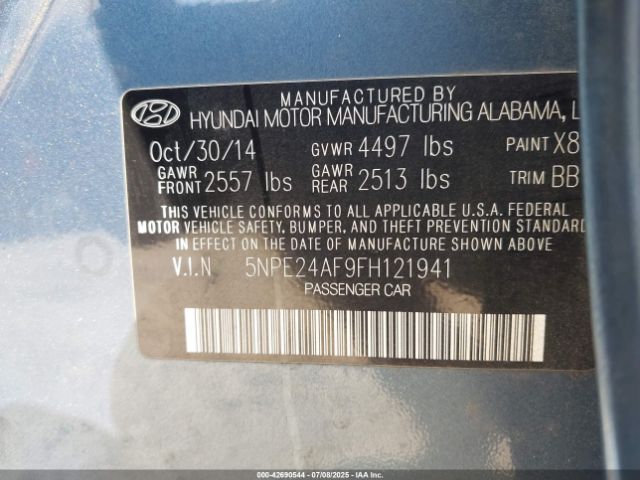 MANUFACTURED BY
HYUNDAI MOTOR MANUFACTURING ALABAMA, L
Oct/30/14 GVWR 4497 lbs PAINT X8
GAWR FRONT 2557 lbs GAWR REAR 2513 lbs TRIM BB
THIS VEHICLE CONFORMS TO ALL APPLICABLE U.S.A. FEDERAL
MOTOR VEHICLE SAFETY, BUMPER, AND THEFT PREVENTION STANDARD
IN EFFECT ON THE DATE OF MANUFACTURE SHOWN ABOVE.
V.I.N 5NPE24AF9FH121941
PASSENGER CAR
000-42690544 - 07/08/2025 - IAA Inc.